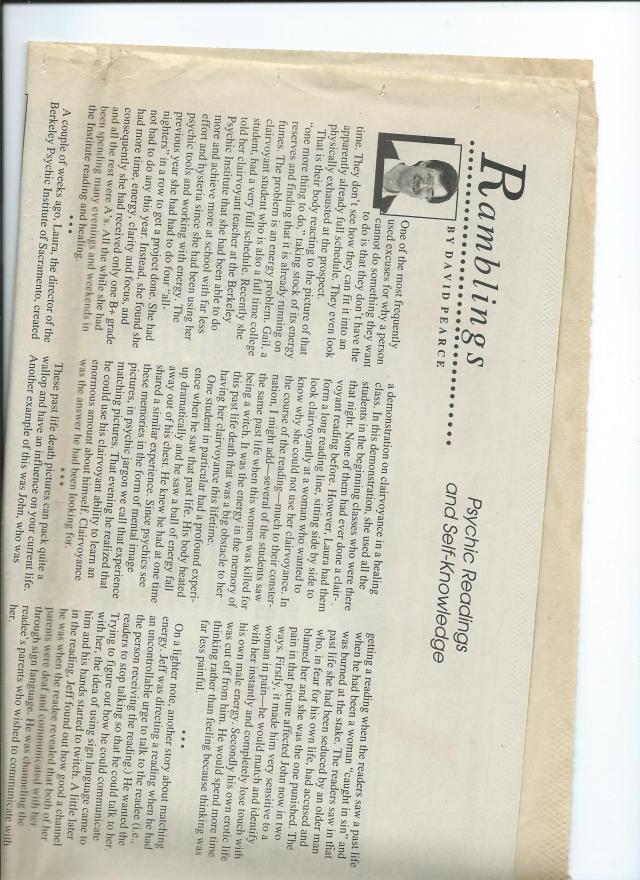 Ramblings
BY DAVID PEARCE
Psychic Readings
and Self-Knowledge
One of the most frequently
used excuses for why a person
cannot do something they want
to do is that they don't have the
time. They don't see how they can fit it into an
apparently already full schedule. They even look
physically exhausted at the prospect.
That is their body reacting to the picture of that
"one more thing to do," taking stock of its energy
reserves and finding that it is already running on
fumes. The problem is an energy problem. Gail, a
clairvoyant student who is also a full time college
student, had a very full schedule. Recently she
told her clairvoyant teacher at the Berkeley
Psychic Institute that she had been able to do
more and achieve more at school with far less
effort and hysteria since she had been using her
psychic tools and working with energy. The
previous year she had had to do four "all-
nighters" in a row to get a project done. She had
not had to do any this year. Instead, she found she
had more time, energy, clarity and focus, and
consequently she had received only one B+ grade
and all the rest were A's. All the while she had
been spending many evenings and weekends in
the Institute reading and healing.
•••
A couple of weeks ago, Laura, the director of the
Berkeley Psychic Institute of Sacramento, created
a demonstration on clairvoyance in a healing
class. In this demonstration, she used all the
students in the beginning classes who were there
that night. None of them had ever done a clair-
voyant reading before. However, Laura had them
form a long reading line, sitting side by side to
look clairvoyantly at a woman who wanted to
know why she could not use her clairvoyance. In
the course of the reading—much to their conster-
nation, I might add—several of the students saw
the same past life when this women was killed for
being a witch. It was the energy in the memory of
this past life death that was a big obstacle to her
having her clairvoyance this lifetime.
One student in particular had a profound experi-
ence when he saw that past life. His body heated
up dramatically and he saw a ball of energy fall
away out of his chest. He knew he had at one time
shared a similar experience. Since psychics see
these memories in the form of mental image
pictures, in psychic jargon we call that experience
matching pictures. That evening he realized that
he could use his clairvoyant ability to learn an
enormous amount about himself. Clairvoyance
was the answer he had been looking for.
•••
These past life death pictures can pack quite a
wallop and have an influence on your current life.
Another example of this was John, who was
getting a reading when the readers saw a past life
when he had been a woman "caught in sin" and
was burned at the stake. The readers saw in that
past life she had been seduced by an older man
who, in fear for his own life, had accused and
blamed her and she was the one punished. The
pain in that picture affected John now in two
ways. Firstly, it made him very sensitive to a
woman in pain—he would match and identify
with her instantly and completely lose touch with
his own male energy. Secondly his own erotic life
was cut off from him. He would spend more time
thinking rather than feeling because thinking was
far less painful.
•••
On a lighter note, another story about matching
energy. Jeff was directing a reading when he had
an uncontrollable urge to talk to the readee (i.e.,
the person receiving the reading.) He wanted the
readers to stop talking so that he could talk to her.
Trying to figure out how he could communicate
with her, the idea of using sign language came to
him and his hands started to twitch. A little later
in the reading, Jeff found out how good a channel
he was when the readee revealed that both of her
parents were deaf and communicated with her
through sign language. He was channeling the
readee's parents who wished to communicate with
her.